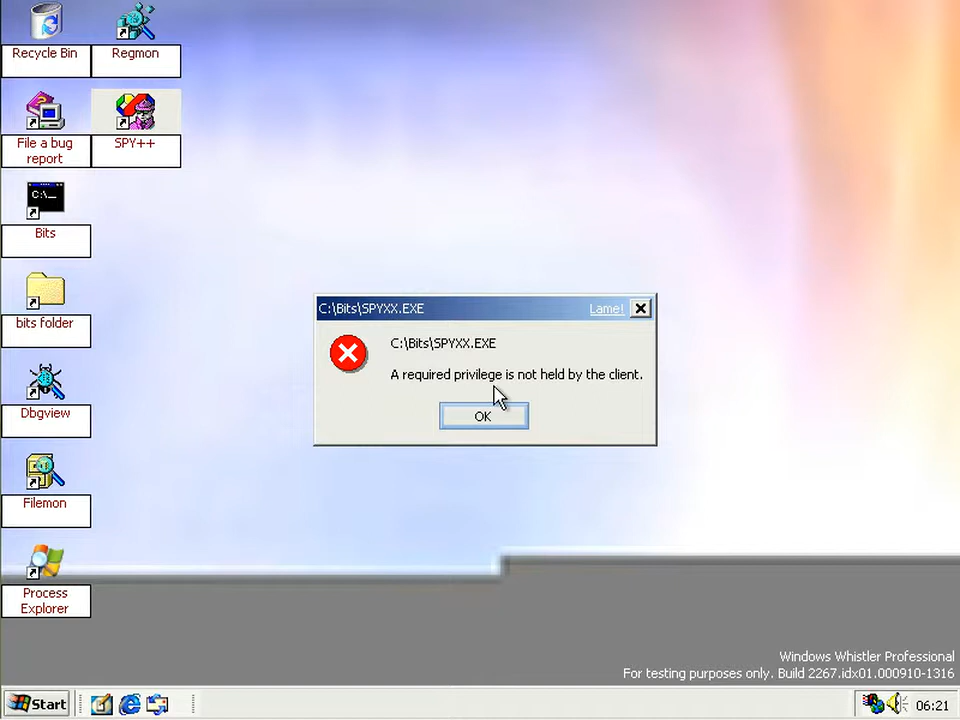 Recycle Bin
Regmon
File a bug
report
SPY++
C:\_
Bits
bits folder
Dbgview
Filemon
Process
Explorer
C:\Bits\SPYXX.EXE
Lame!
C:\Bits\SPYXX.EXE
A required privilege is not held by the client.
OK
Windows Whistler Professional
For testing purposes only. Build 2267.idx01.000910-1316
Start
06:21